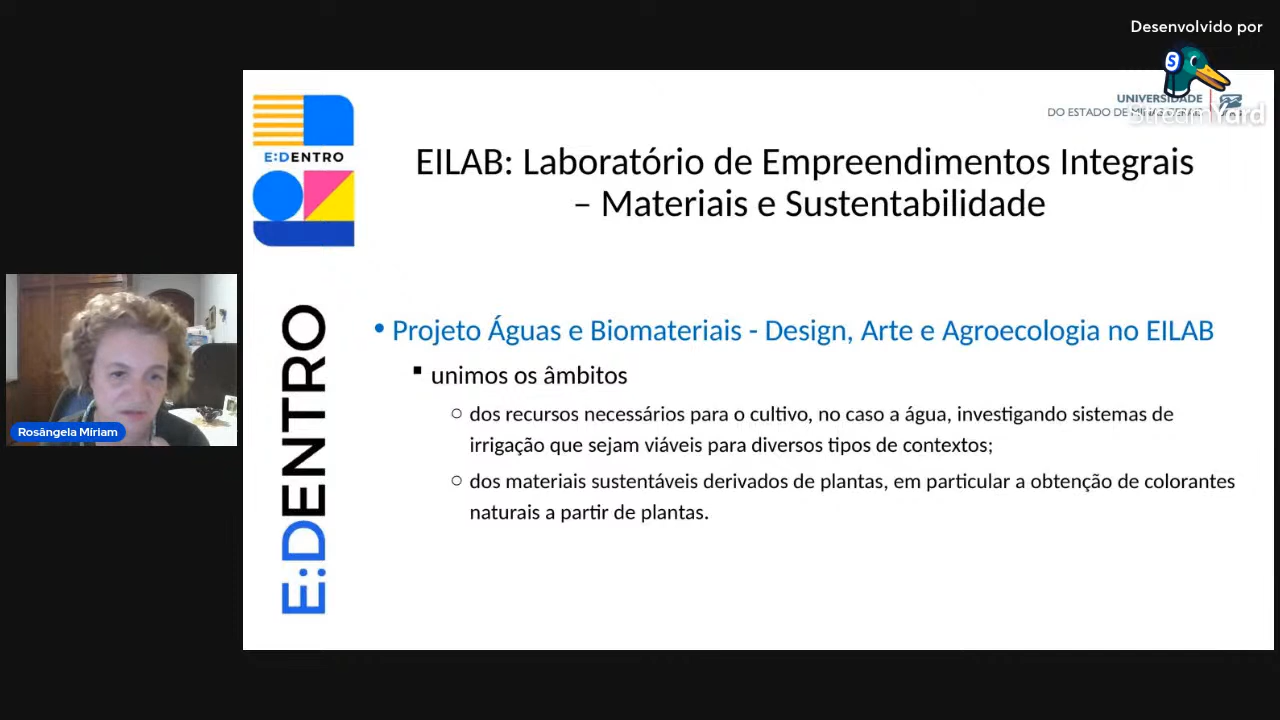 Desenvolvido por
S
StreamYard
UNIVERSIDADE
DO ESTADO DE MINAS GERAIS
E:DENTRO
EILAB: Laboratório de Empreendimentos Integrais
– Materiais e Sustentabilidade
E:DENTRO
• Projeto Águas e Biomateriais - Design, Arte e Agroecologia no EILAB
▪ unimos os âmbitos
○ dos recursos necessários para o cultivo, no caso a água, investigando sistemas de
irrigação que sejam viáveis para diversos tipos de contextos;
○ dos materiais sustentáveis derivados de plantas, em particular a obtenção de colorantes
naturais a partir de plantas.
Rosângela Míriam